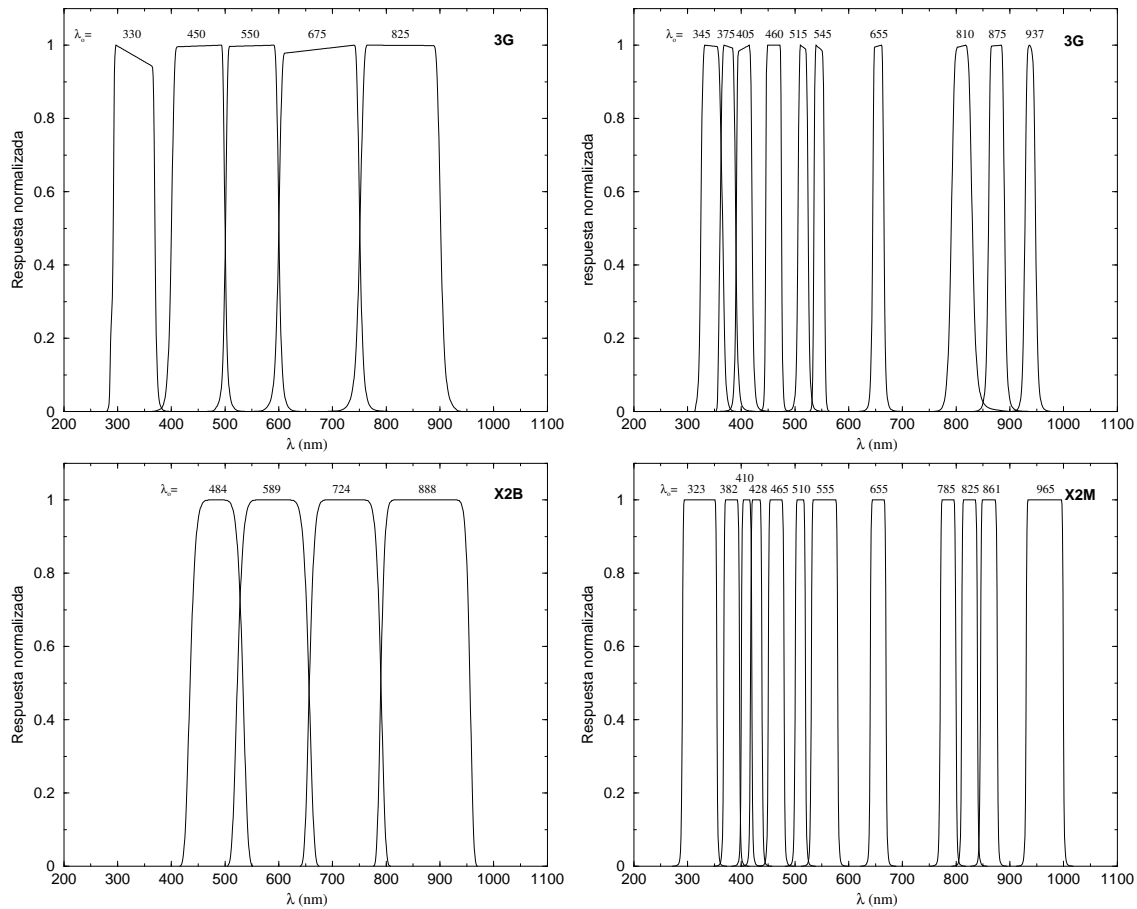 λₒ= 330 450 550 675 825 3G
Respuesta normalizada
1
0.8
0.6
0.4
0.2
0
200 300 400 500 600 700 800 900 1000 1100
λ (nm)
λₒ= 345 375 405 460 515 545 655 810 875 937 3G
respuesta normalizada
1
0.8
0.6
0.4
0.2
0
200 300 400 500 600 700 800 900 1000 1100
λ (nm)
λₒ= 484 589 724 888 X2B
Respuesta normalizada
1
0.8
0.6
0.4
0.2
0
200 300 400 500 600 700 800 900 1000 1100
λ (nm)
λₒ= 323 382 410 428 465 510 555 655 785 825 861 965 X2M
Respuesta normalizada
1
0.8
0.6
0.4
0.2
0
200 300 400 500 600 700 800 900 1000 1100
λ (nm)